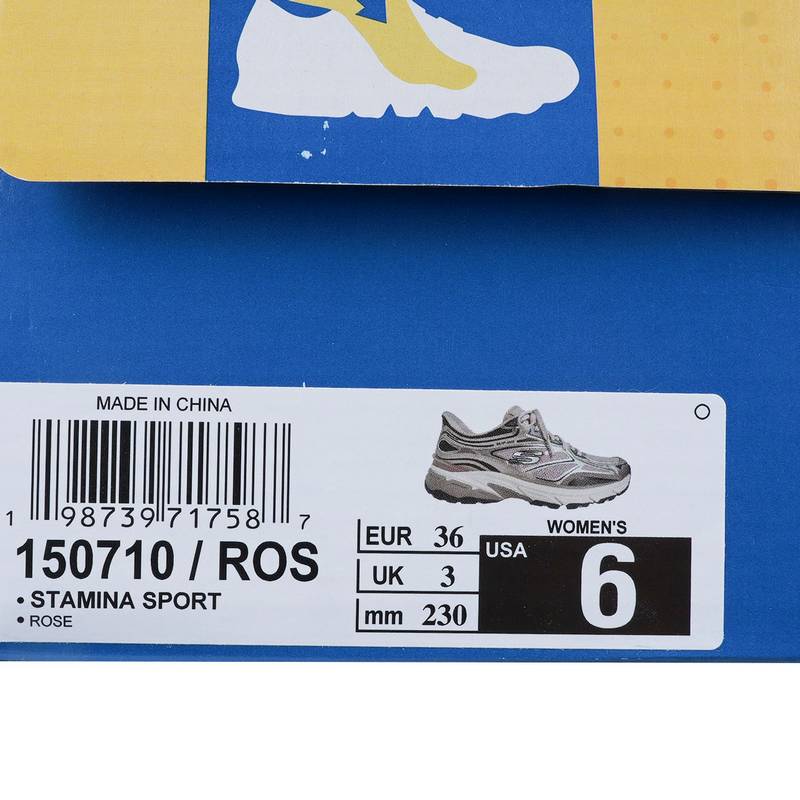 MADE IN CHINA
1 98739 71758 7
150710 / ROS
• STAMINA SPORT
• ROSE
EUR 36
UK 3
mm 230
WOMEN'S
USA 6